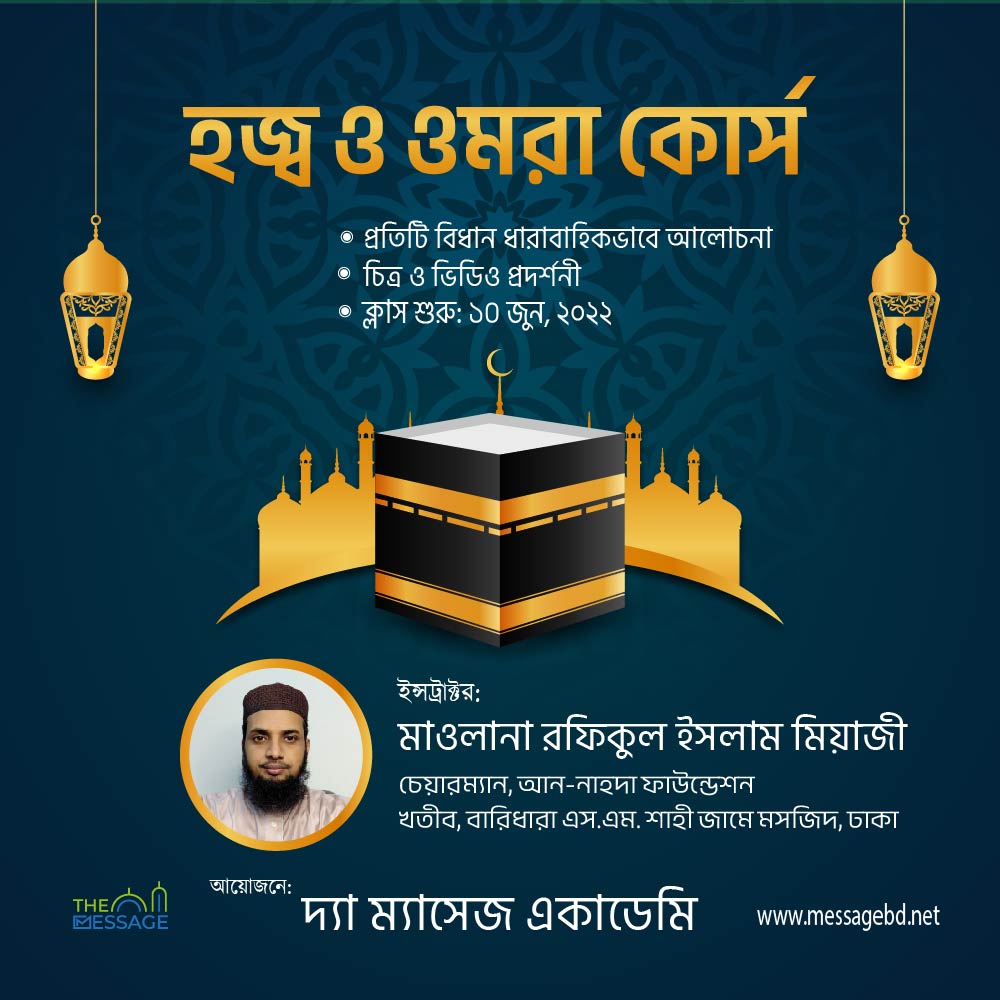 হজ্ব ও ওমরা কোর্স
প্রতিটি বিধান ধারাবাহিকভাবে আলোচনা
চিত্র ও ভিডিও প্রদর্শনী
ক্লাস শুরু: ১০ জুন, ২০২২
ইন্সট্রাক্টর:
মাওলানা রফিকুল ইসলাম মিয়াজী
চেয়ারম্যান, আন-নাহদা ফাউন্ডেশন
খতীব, বারিধারা এস.এম. শাহী জামে মসজিদ, ঢাকা
আয়োজনে:
দ্যা ম্যাসেজ একাডেমি
THE
MESSAGE
www.messagebd.net